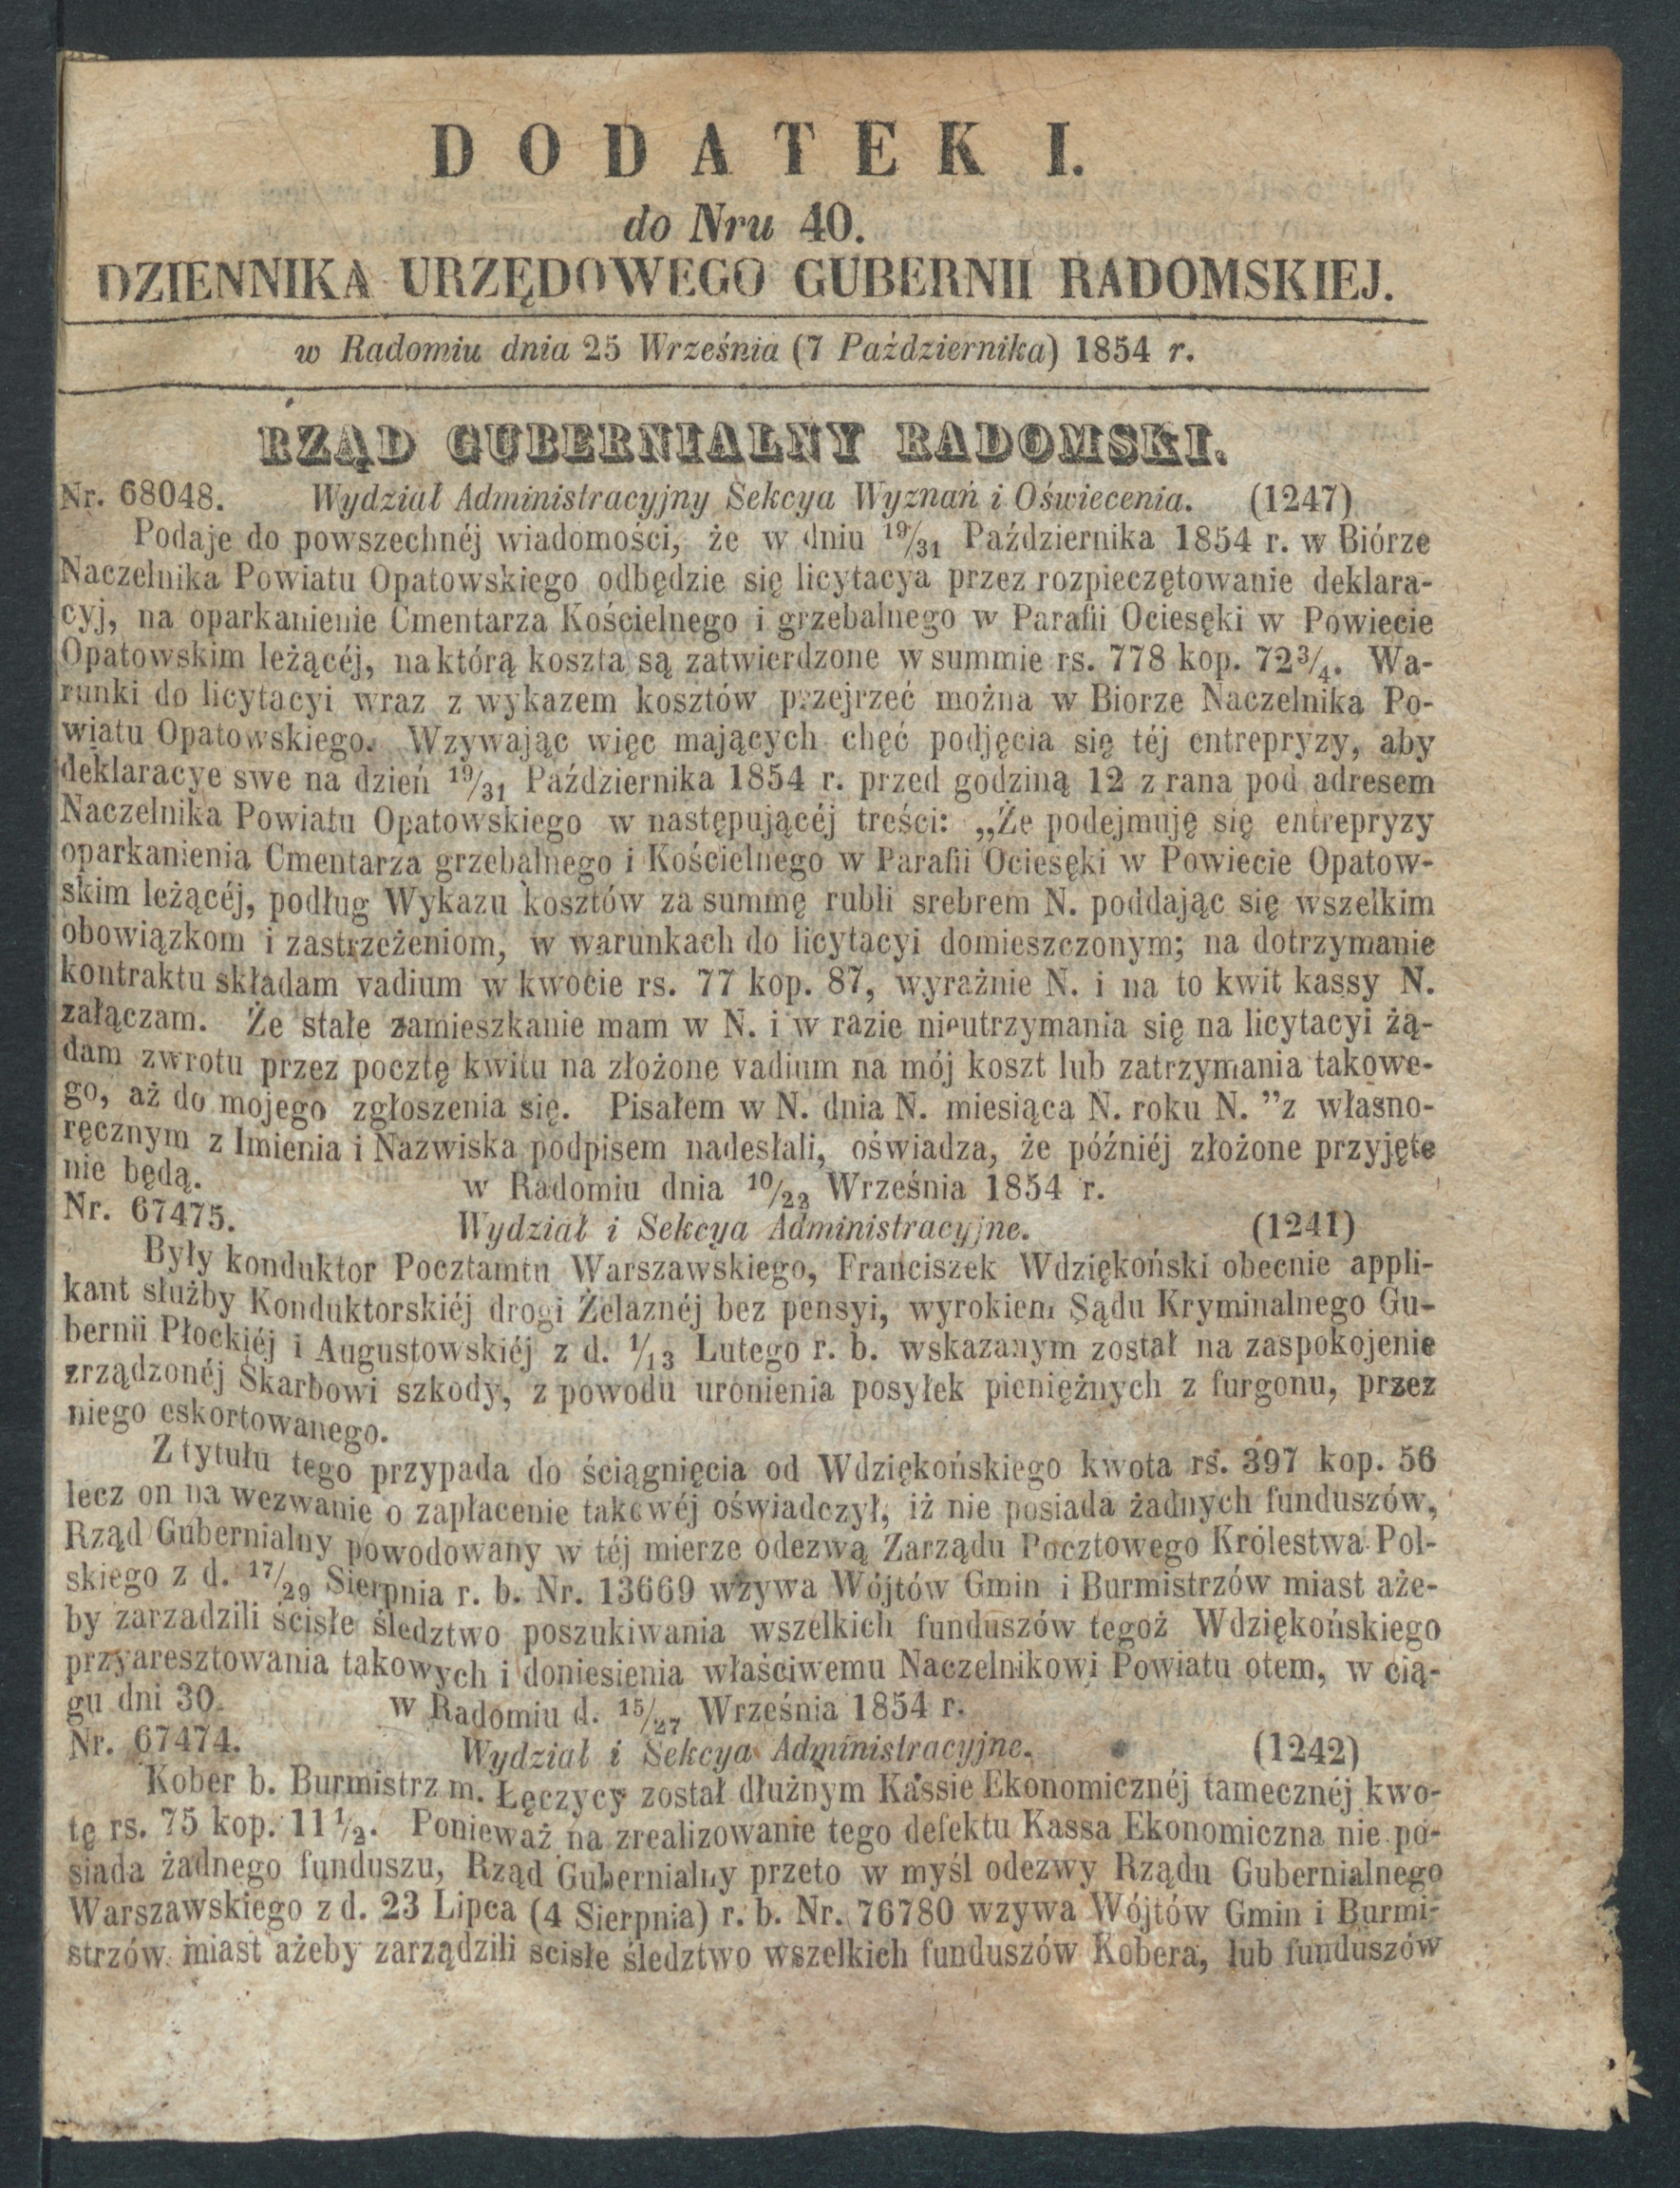 DODATEK I.
do Nru 40.
DZIENNIKA URZĘDOWEGO GUBERNII RADOMSKIEJ.
w Radomiu dnia 25 Września (7 Października) 1854 r.
RZĄD GUBERNIALNY RADOMSKI.
Nr. 68048. Wydział Administracyjny Sekcya Wyznań i Oświecenia. (1247)
Podaje do powszechnéj wiadomości, że w dniu 19/31 Października 1854 r. w Biórze
Naczelnika Powiatu Opatowskiego odbędzie się licytacya przez rozpieczętowanie deklara-
cyj, na oparkanienie Cmentarza Kościelnego i grzebalnego w Parafii Ociesęki w Powiecie
Opatowskim leżącéj, na którą koszta są zatwierdzone w summie rs. 778 kop. 72 3/4. Wa-
runki do licytacyi wraz z wykazem kosztów przejrzeć można w Biorze Naczelnika Po-
wiatu Opatowskiego. Wzywając więc mających chęć podjęcia się téj entrepryzy, aby
deklaracye swe na dzień 19/31 Października 1854 r. przed godziną 12 z rana pod adresem
Naczelnika Powiatu Opatowskiego w następującéj treści: „Że podejmuję się entrepryzy
oparkanienia Cmentarza grzebalnego i Kościelnego w Parafii Ociesęki w Powiecie Opatow-
skim leżącéj, podług Wykazu kosztów za summę rubli srebrem N. poddając się wszelkim
obowiązkom i zastrzeżeniom, w warunkach do licytacyi domieszczonym; na dotrzymanie
kontraktu składam vadium w kwocie rs. 77 kop. 87, wyraźnie N. i na to kwit kassy N.
załączam. Że stałe zamieszkanie mam w N. i w razie nieutrzymania się na licytacyi żą-
dam zwrotu przez pocztę kwitu na złożone vadium na mój koszt lub zatrzymania takowe-
go, aż do mojego zgłoszenia się. Pisałem w N. dnia N. miesiąca N. roku N. ”z własno-
ręcznym z Imienia i Nazwiska podpisem nadesłali, oświadza, że późniéj złożone przyjęte
nie będą. w Radomiu dnia 10/22 Września 1854 r.
Nr. 67475. Wydział i Sekcya Administracyjne. (1241)
Były konduktor Pocztamtu Warszawskiego, Franciszek Wdziękoński obecnie appli-
kant służby Konduktorskiéj drogi Żelaznéj bez pensyi, wyrokiem Sądu Kryminalnego Gu-
bernii Płockiéj i Augustowskiéj z d. 1/13 Lutego r. b. wskazanym został na zaspokojenie
zrządzonéj Skarbowi szkody, z powodu uronienia posyłek pieniężnych z furgonu, przez
niego eskortowanego.
Z tytułu tego przypada do ściągnięcia od Wdziękońskiego kwota rs. 397 kop. 56
lecz on na wezwanie o zapłacenie takowéj oświadczył, iż nie posiada żadnych funduszów,
Rząd Gubernialny powodowany w téj mierze odezwą Zarządu Pocztowego Królestwa Pol-
skiego z d. 17/29 Sierpnia r. b. Nr. 13669 wzywa Wójtów Gmin i Burmistrzów miast aże-
by zarzadzili ścisłe śledztwo poszukiwania wszelkich funduszów tegoż Wdziękońskiego
przyaresztowania takowych i doniesienia właściwemu Naczelnikowi Powiatu otem, w cią-
gu dni 30. w Radomiu d. 15/27 Września 1854 r.
Nr. 67474. Wydział i Sekcya Administracyjne. (1242)
Kober b. Burmistrz m. Łęczycy został dłużnym Kassie Ekonomicznéj tamecznéj kwo-
tę rs. 75 kop. 11 1/2. Ponieważ na zrealizowanie tego defektu Kassa Ekonomiczna nie po-
siada żadnego funduszu, Rząd Gubernialny przeto w myśl odezwy Rządu Gubernialnego
Warszawskiego z d. 23 Lipca (4 Sierpnia) r. b. Nr. 76780 wzywa Wójtów Gmin i Burmi-
strzów miast ażeby zarządzili scisłe śledztwo wszelkich funduszów Kobera, lub funduszów